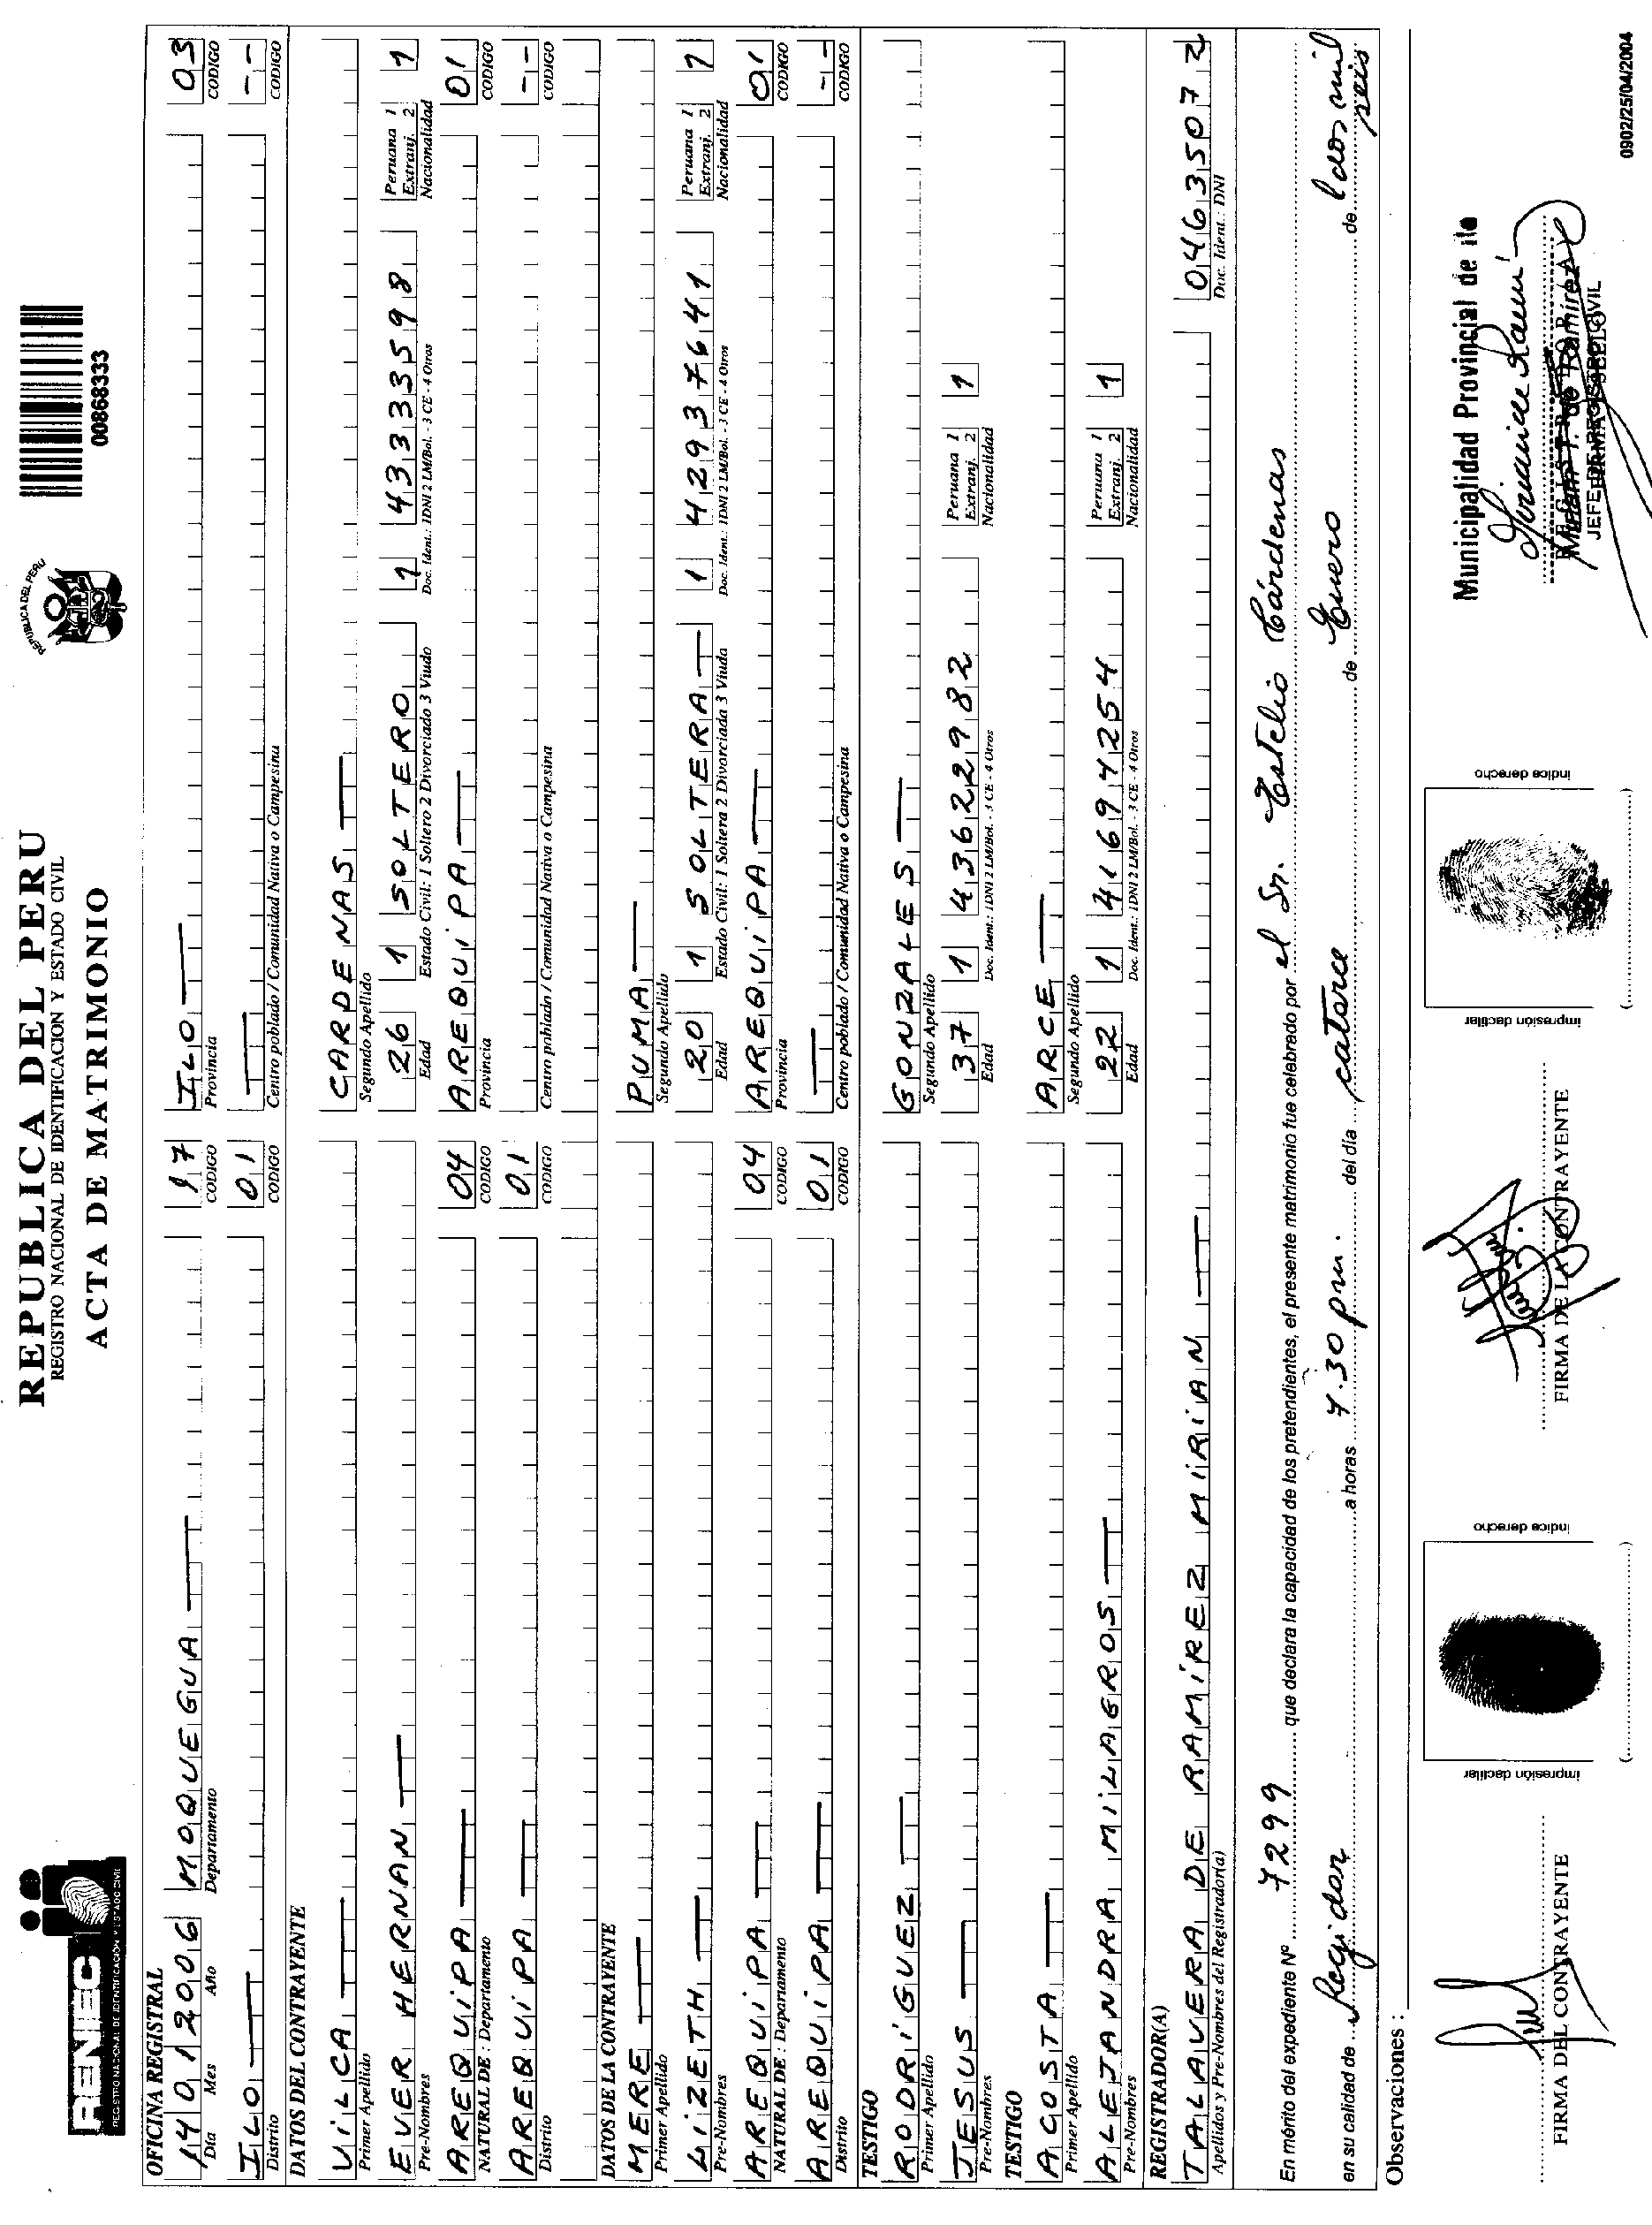 RENIEC
REGISTRO NACIONAL DE IDENTIFICACIÓN Y ESTADO CIVIL
REPUBLICA DEL PERU
REGISTRO NACIONAL DE IDENTIFICACION Y ESTADO CIVIL
ACTA DE MATRIMONIO
REPUBLICA DEL PERU
00868333
OFICINA REGISTRAL
14 01 2006 MOQUEGUA 17 ILO 03
Día Mes Año Departamento CODIGO Provincia CODIGO
ILO 01 --
Distrito CODIGO Centro poblado / Comunidad Nativa o Campesina CODIGO
DATOS DEL CONTRAYENTE
VILCA CARDENAS
Primer Apellido Segundo Apellido
EVER HERNAN 26 1 SOLTERO 1 43333598 Peruana 1 Extranj. 2 1
Pre-Nombres Edad Estado Civil: 1 Soltero 2 Divorciado 3 Viudo Doc. Ident.: 1DNI 2 LM/Bol. - 3 CE - 4 Otros Nacionalidad
AREQUIPA 04 AREQUIPA 01
NATURAL DE : Departamento CODIGO Provincia CODIGO
AREQUIPA 01 --
Distrito CODIGO Centro poblado / Comunidad Nativa o Campesina CODIGO
DATOS DE LA CONTRAYENTE
MERE PUMA
Primer Apellido Segundo Apellido
LIZETH 20 1 SOLTERA 1 42937641 Peruana 1 Extranj. 2 1
Pre-Nombres Edad Estado Civil: 1 Soltera 2 Divorciada 3 Viuda Doc. Ident.: 1DNI 2 LM/Bol. - 3 CE - 4 Otros Nacionalidad
AREQUIPA 04 AREQUIPA 01
NATURAL DE : Departamento CODIGO Provincia CODIGO
AREQUIPA 01 --
Distrito CODIGO Centro poblado / Comunidad Nativa o Campesina CODIGO
TESTIGO
RODRIGUEZ GONZALES
Primer Apellido Segundo Apellido
JESUS 37 1 43622982 Peruana 1 Extranj. 2 1
Pre-Nombres Edad Doc. Ident.: 1DNI 2 LM/Bol. - 3 CE - 4 Otros Nacionalidad
TESTIGO
ACOSTA ARCE
Primer Apellido Segundo Apellido
ALEJANDRA MILAGROS 22 1 41694254 Peruana 1 Extranj. 2 1
Pre-Nombres Edad Doc. Ident.: 1DNI 2 LM/Bol. - 3 CE - 4 Otros Nacionalidad
REGISTRADOR(A)
TALAVERA DE RAMÍREZ MIRIAN 04635072
Apellidos y Pre-Nombres del Registrador(a) Doc. Ident.: DNI
En mérito del expediente Nº 7299 que declara la capacidad de los pretendientes, el presente matrimonio fue celebrado por el Sr. Estelio Cárdenas
en su calidad de Regidor a horas 7.30 pm. del día catorce de Enero de dos mil seis
Observaciones :
impresión dactilar índice derecho impresión dactilar índice derecho
Municipalidad Provincial de ilo
JEFE DE REGISTRO CIVIL
FIRMA DEL CONTRAYENTE FIRMA DE LA CONTRAYENTE
0902/25/04/2004